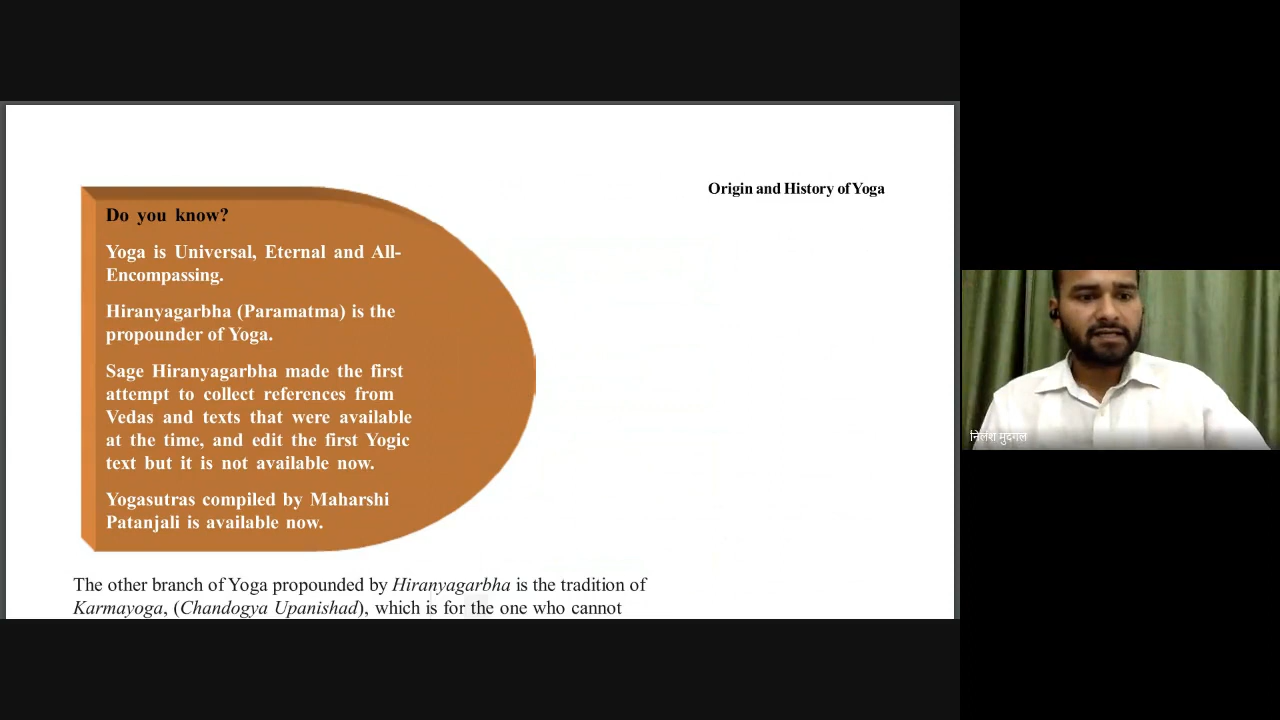 Origin and History of Yoga
Do you know?
Yoga is Universal, Eternal and All-
Encompassing.
Hiranyagarbha (Paramatma) is the
propounder of Yoga.
Sage Hiranyagarbha made the first
attempt to collect references from
Vedas and texts that were available
at the time, and edit the first Yogic
text but it is not available now.
Yogasutras compiled by Maharshi
Patanjali is available now.
The other branch of Yoga propounded by Hiranyagarbha is the tradition of
Karmayoga, (Chandogya Upanishad), which is for the one who cannot
निलेश मुदगल